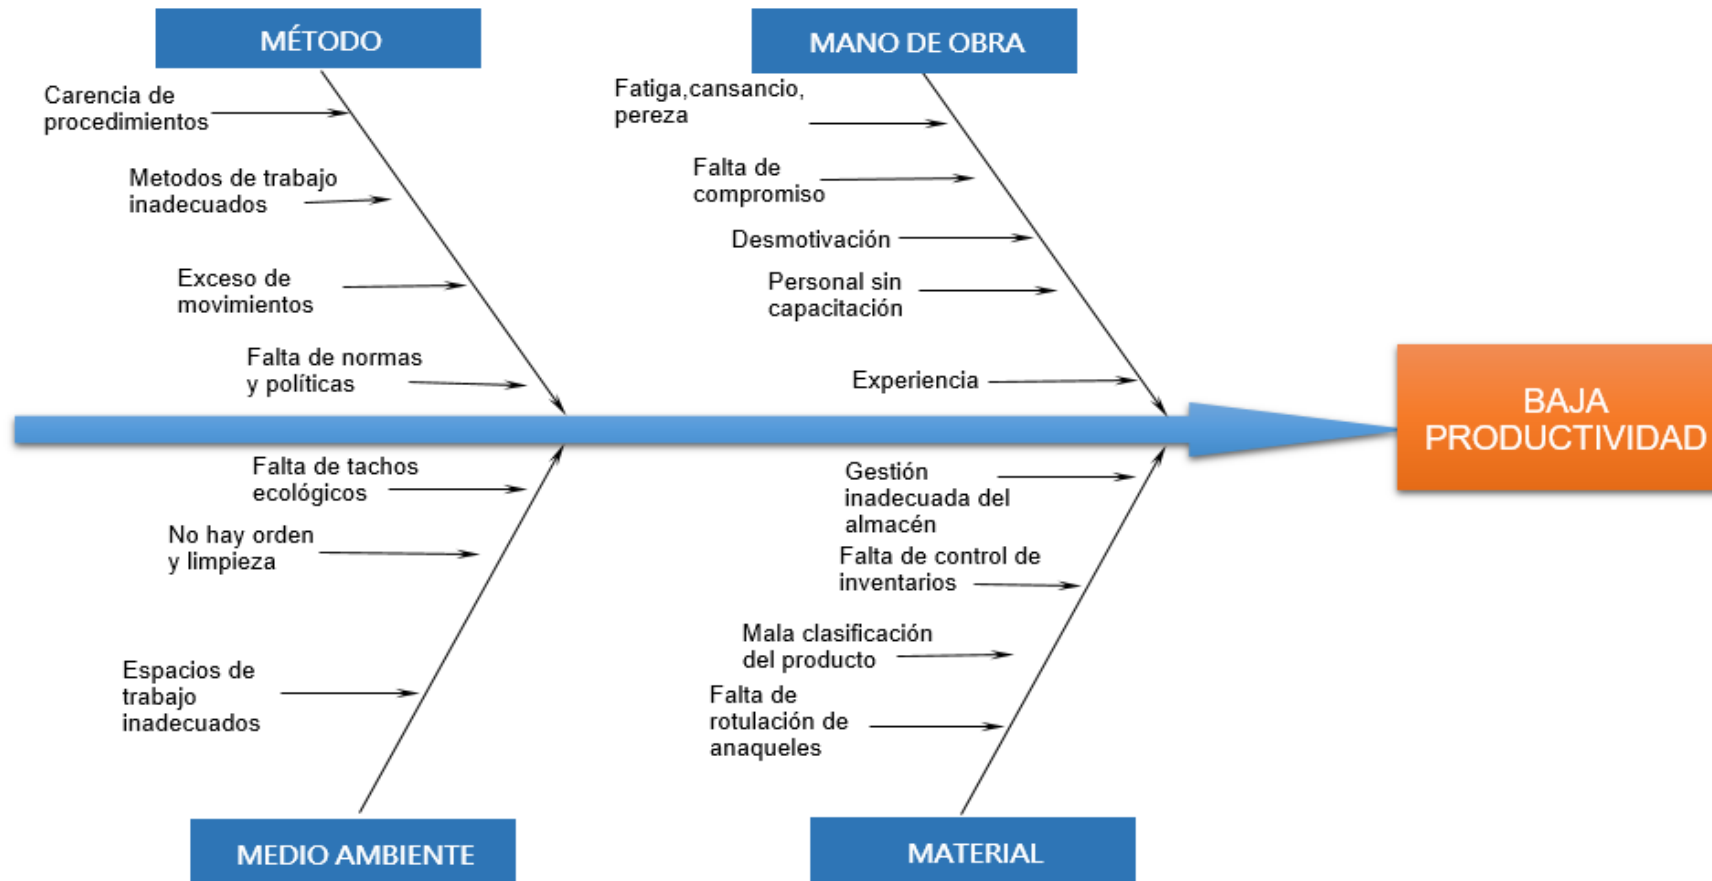 MÉTODO
MANO DE OBRA
Carencia de
procedimientos
Metodos de trabajo
inadecuados
Exceso de
movimientos
Falta de normas
y políticas
Fatiga,cansancio,
pereza
Falta de
compromiso
Desmotivación
Personal sin
capacitación
Experiencia
BAJA
PRODUCTIVIDAD
Falta de tachos
ecológicos
No hay orden
y limpieza
Espacios de
trabajo
inadecuados
Gestión
inadecuada del
almacén
Falta de control de
inventarios
Mala clasificación
del producto
Falta de
rotulación de
anaqueles
MEDIO AMBIENTE
MATERIAL